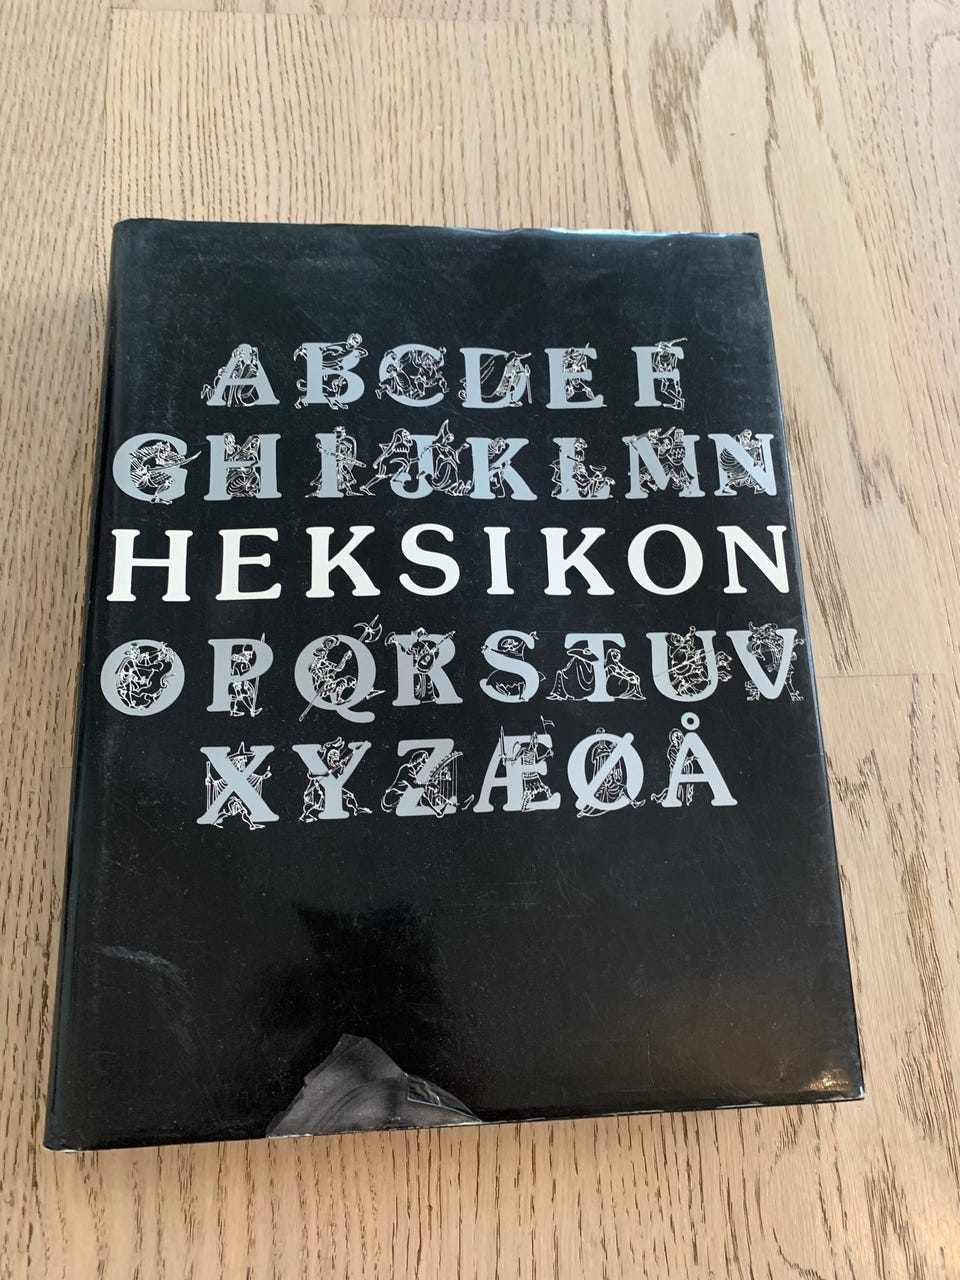 ABCDEF
GHIJKLMN
HEKSIKON
OPQRSTUV
XYZÆØÅ